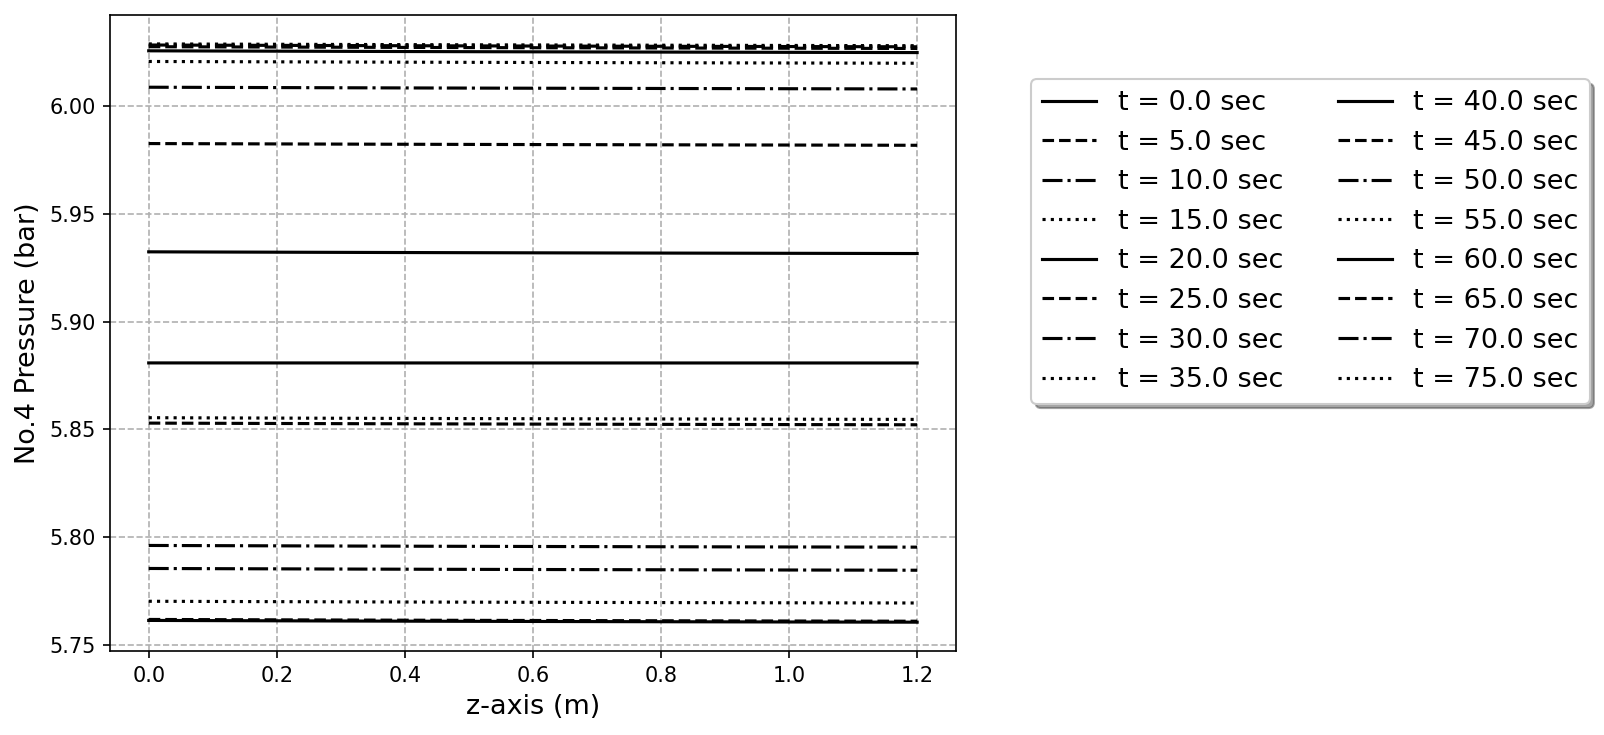 No.4 Pressure (bar)
6.00
5.95
5.90
5.85
5.80
5.75
0.0
0.2
0.4
0.6
0.8
1.0
1.2
z-axis (m)
t = 0.0 sec
t = 5.0 sec
t = 10.0 sec
t = 15.0 sec
t = 20.0 sec
t = 25.0 sec
t = 30.0 sec
t = 35.0 sec
t = 40.0 sec
t = 45.0 sec
t = 50.0 sec
t = 55.0 sec
t = 60.0 sec
t = 65.0 sec
t = 70.0 sec
t = 75.0 sec